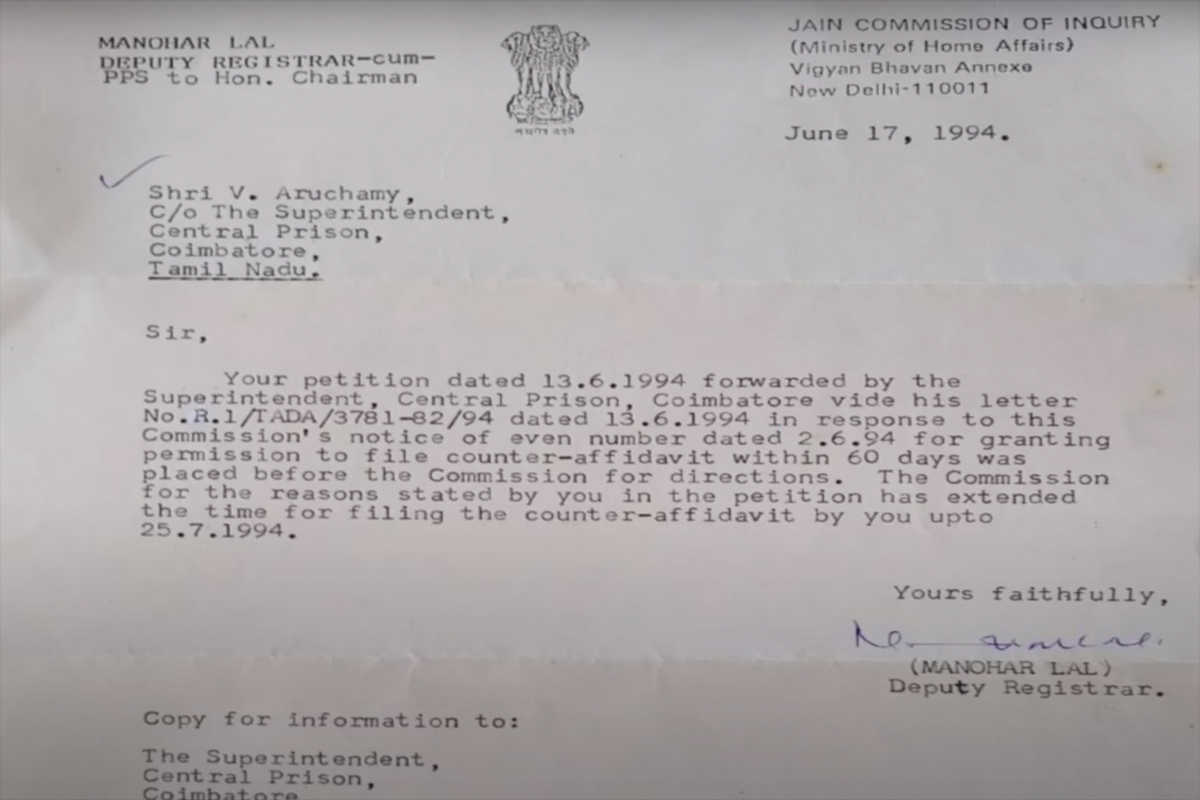 MANOHAR LAL
DEPUTY REGISTRAR-cum-
PPS to Hon. Chairman
JAIN COMMISSION OF INQUIRY
(Ministry of Home Affairs)
Vigyan Bhavan Annexe
New Delhi-110011
June 17, 1994.
सत्यमेव जयते
Shri V. Aruchamy,
C/o The Superintendent,
Central Prison,
Coimbatore,
Tamil Nadu.
Sir,
Your petition dated 13.6.1994 forwarded by the
Superintendent, Central Prison, Coimbatore vide his letter
No.R.1/TADA/3781-82/94 dated 13.6.1994 in response to this
Commission's notice of even number dated 2.6.94 for granting
permission to file counter-affidavit within 60 days was
placed before the Commission for directions. The Commission
for the reasons stated by you in the petition has extended
the time for filing the counter-affidavit by you upto
25.7.1994.
Yours faithfully,
(MANOHAR LAL)
Deputy Registrar.
Copy for information to:
The Superintendent,
Central Prison,
Coimbatore